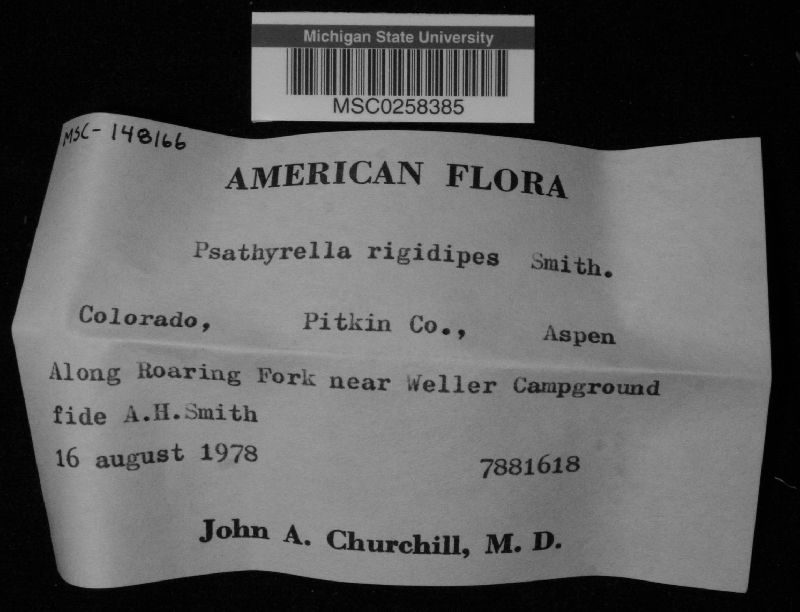 Michigan State University
MSC0258385
MSC-148166
AMERICAN FLORA
Psathyrella rigidipes Smith.
Colorado, Pitkin Co., Aspen
Along Roaring Fork near Weller Campground
fide A.H.Smith
16 august 1978 7881618
John A. Churchill, M. D.